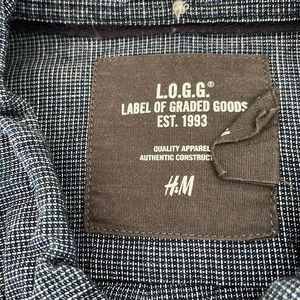 L.O.G.G.®
LABEL OF GRADED GOODS
EST. 1993
QUALITY APPAREL
AUTHENTIC
H&M